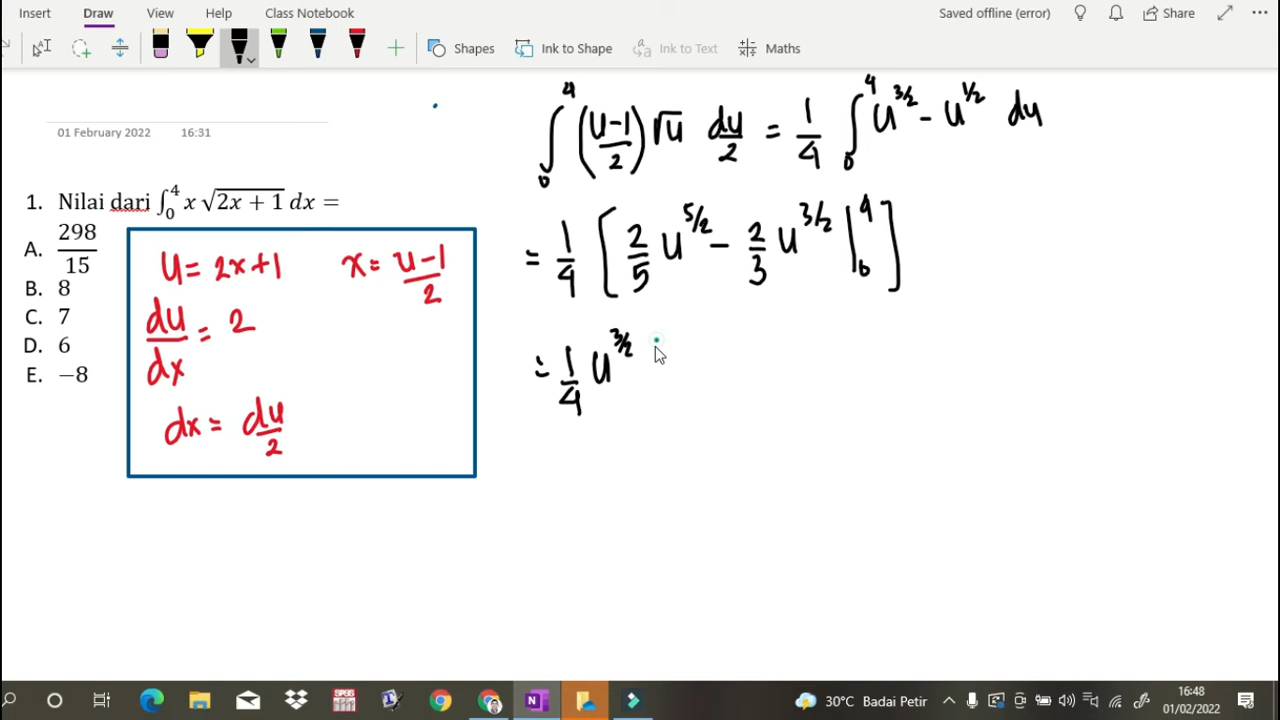 Insert Draw View Help Class Notebook Saved offline (error) Share
Shapes Ink to Shape Ink to Text Maths
01 February 2022 16:31
1. Nilai dari ∫₀⁴ x √(2x + 1) dx =
A. 298/15
B. 8
C. 7
D. 6
E. −8
u = 2x+1 x = (u-1)/2
du/dx = 2
dx = du/2
∫₀⁴ ((u-1)/2) √u du/2 = 1/4 ∫₀⁴ u^(3/2) - u^(1/2) du
= 1/4 [ 2/5 u^(5/2) - 2/3 u^(3/2) |₀⁴ ]
= 1/4 u^(3/2)
30°C Badai Petir 16:48
01/02/2022